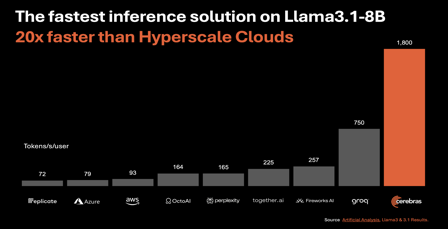 The fastest inference solution on Llama3.1-8B
20x faster than Hyperscale Clouds
1,800
750
Tokens/s/user
72 79 93 164 165 225 257
Replicate Azure aws OctoAI perplexity together.ai Fireworks AI groq cerebras
Source: Artificial Analysis, Llama3 & 3.1 Results.